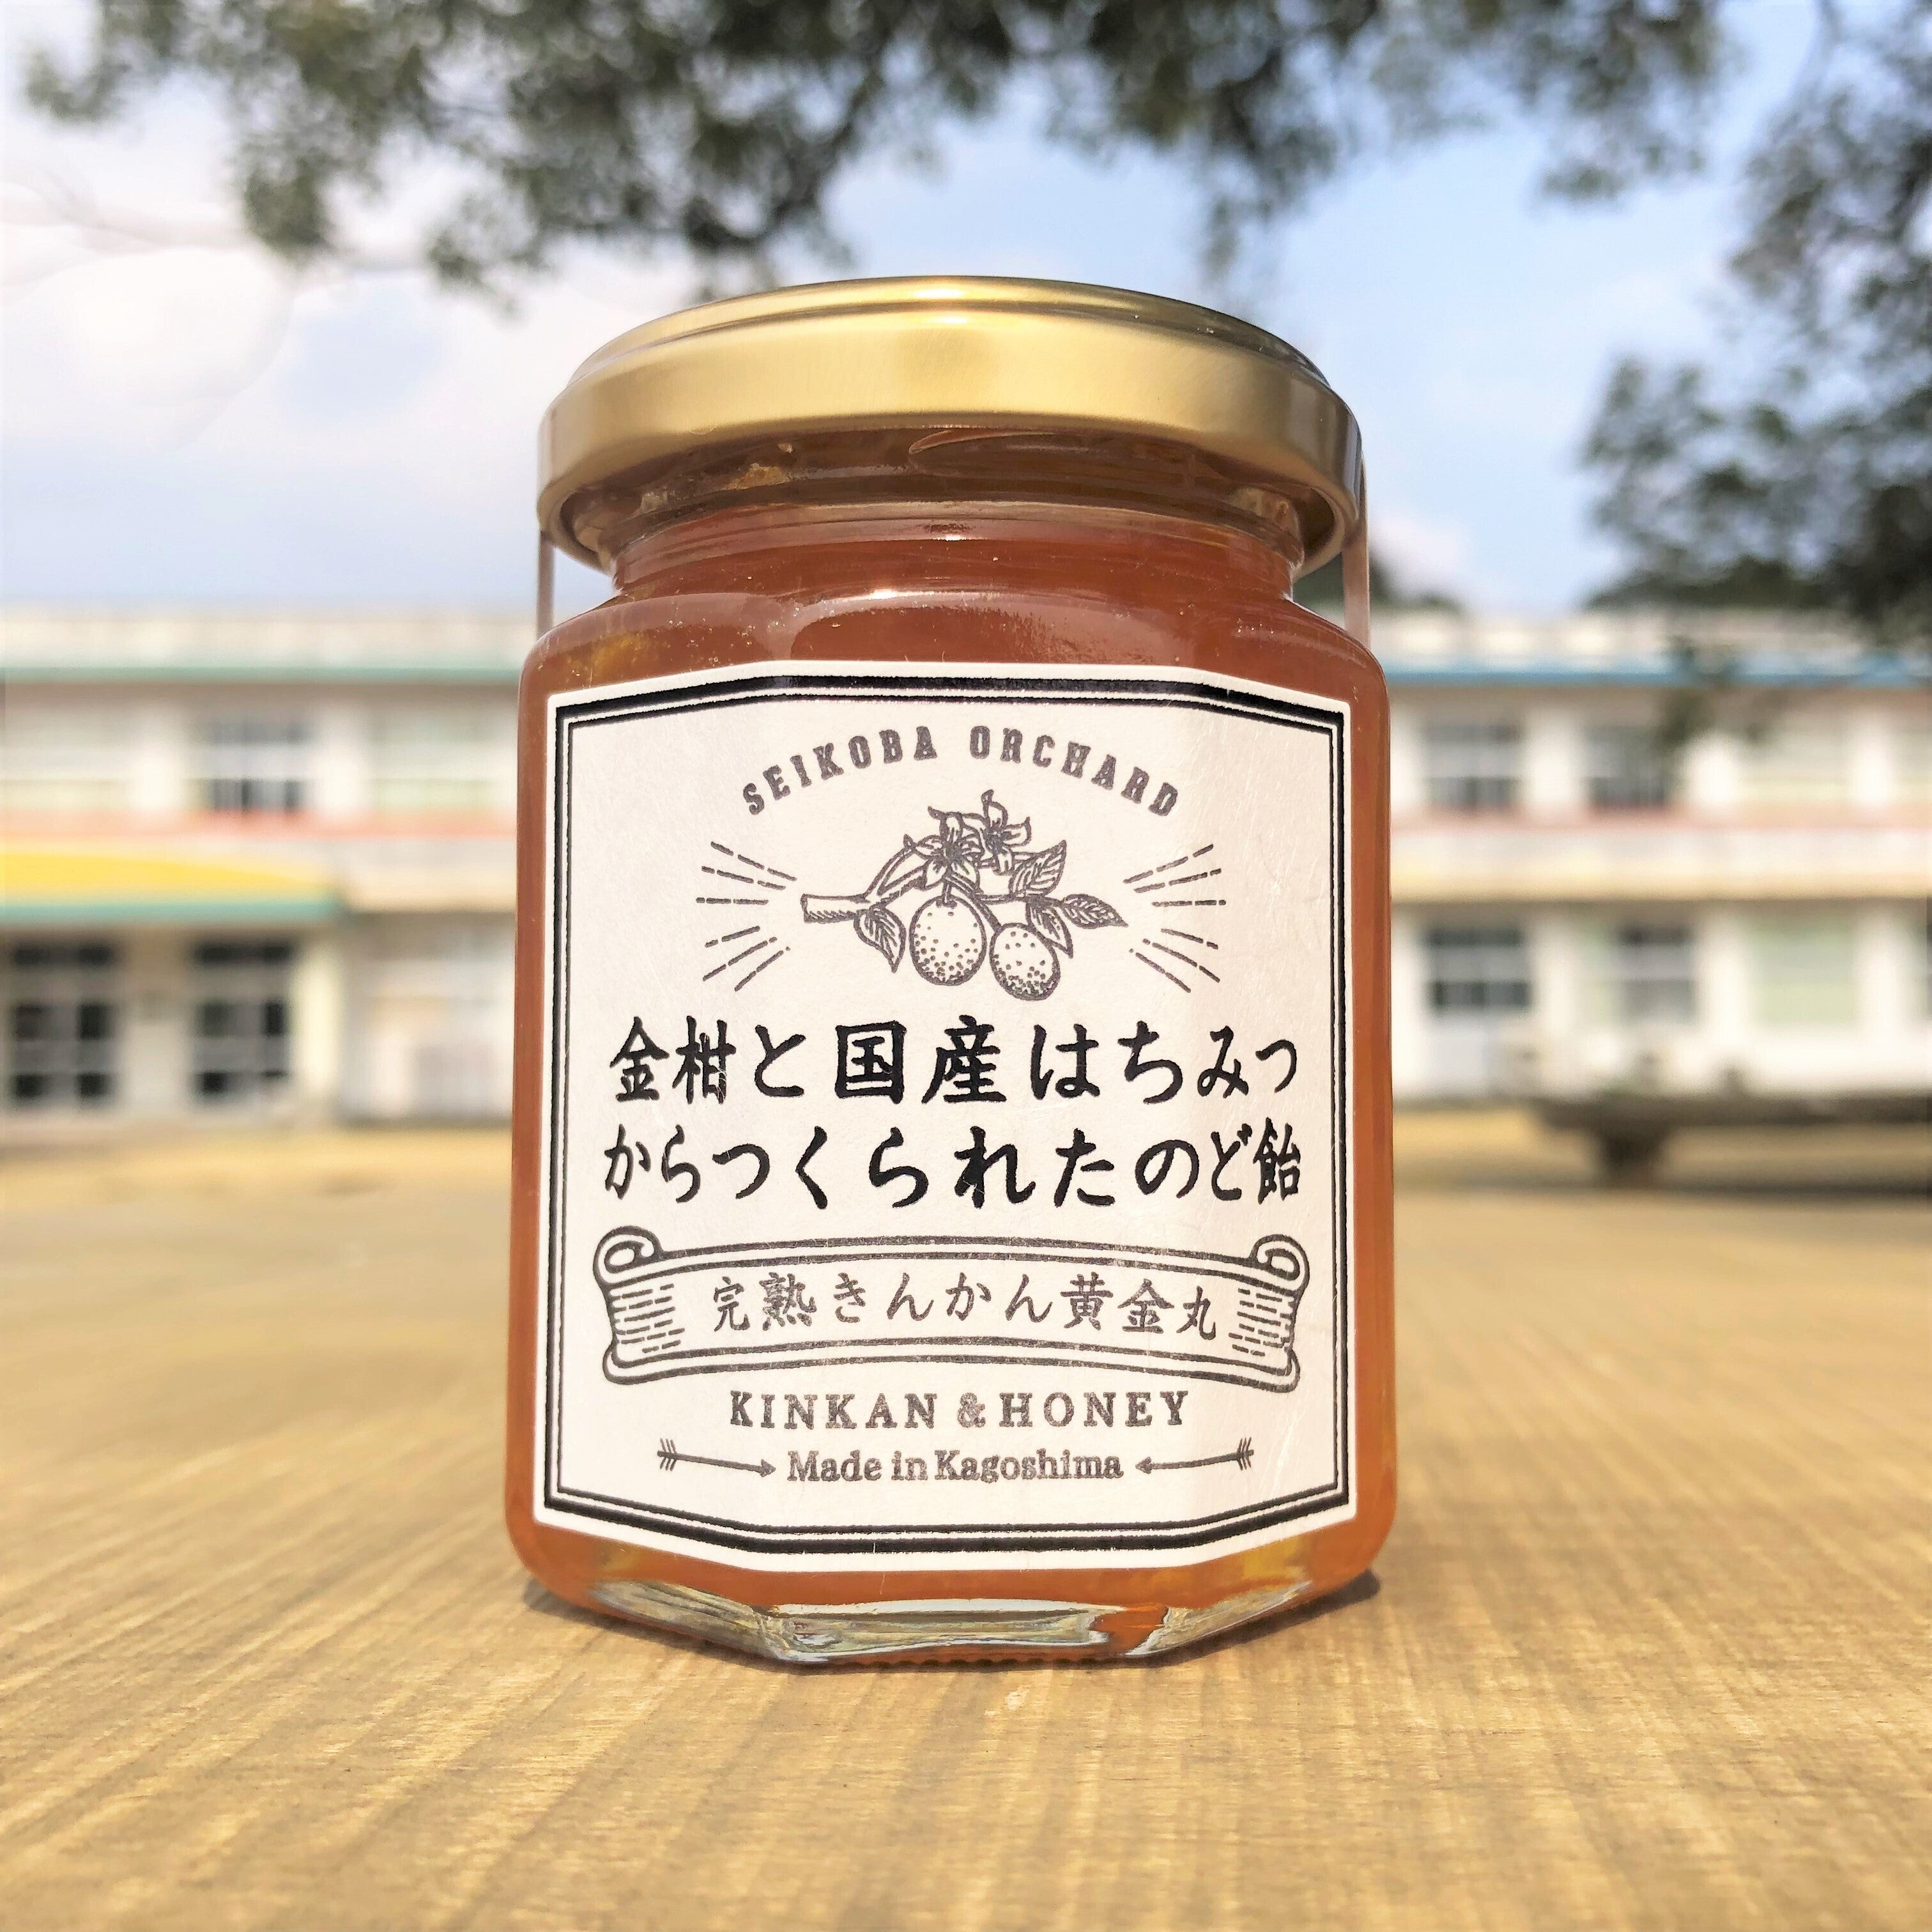 SEIKOBA ORCHARD
金柑と国産はちみつ
からつくられたのど飴
完熟きんかん黄金丸
KINKAN & HONEY
Made in Kagoshima